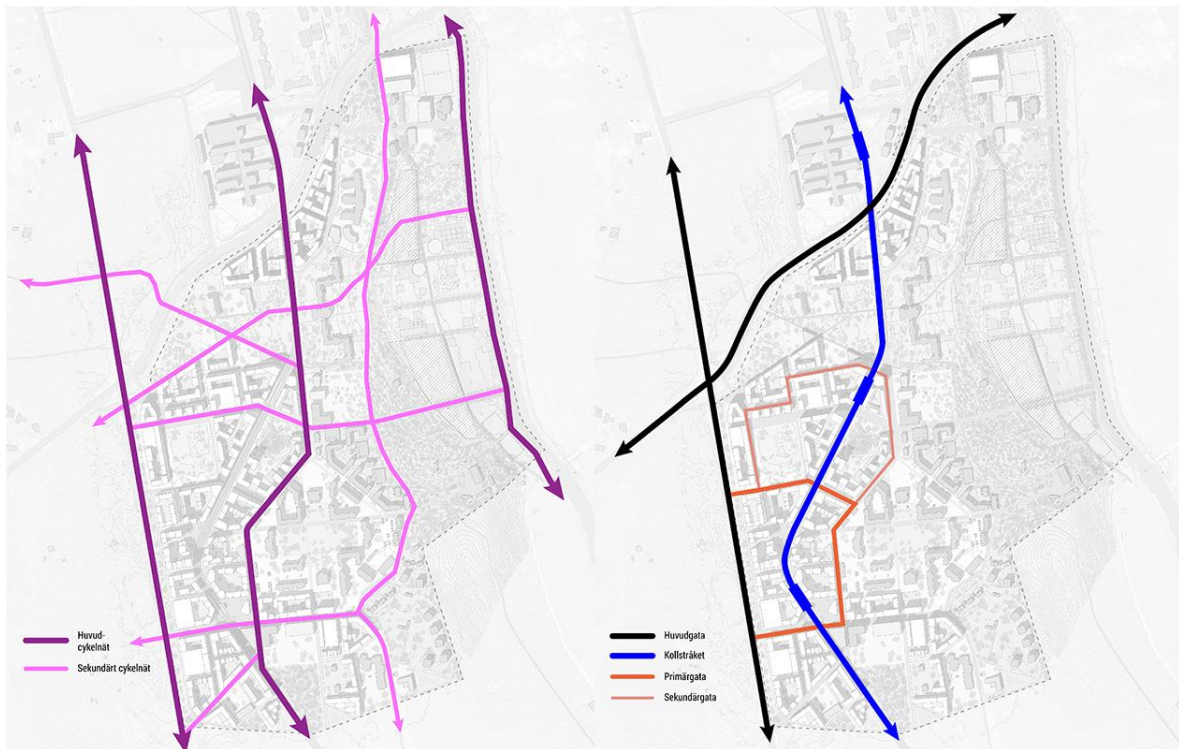 Huvud-
cykelnät
Sekundärt cykelnät
Huvudgata
Kollstråket
Primärgata
Sekundärgata